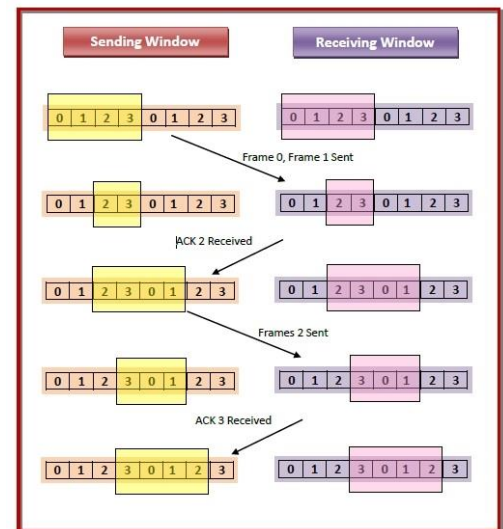 Sending Window Receiving Window
0 1 2 3 0 1 2 3 0 1 2 3 0 1 2 3
Frame 0, Frame 1 Sent
0 1 2 3 0 1 2 3 0 1 2 3 0 1 2 3
ACK 2 Received
0 1 2 3 0 1 2 3 0 1 2 3 0 1 2 3
Frames 2 Sent
0 1 2 3 0 1 2 3 0 1 2 3 0 1 2 3
ACK 3 Received
0 1 2 3 0 1 2 3 0 1 2 3 0 1 2 3